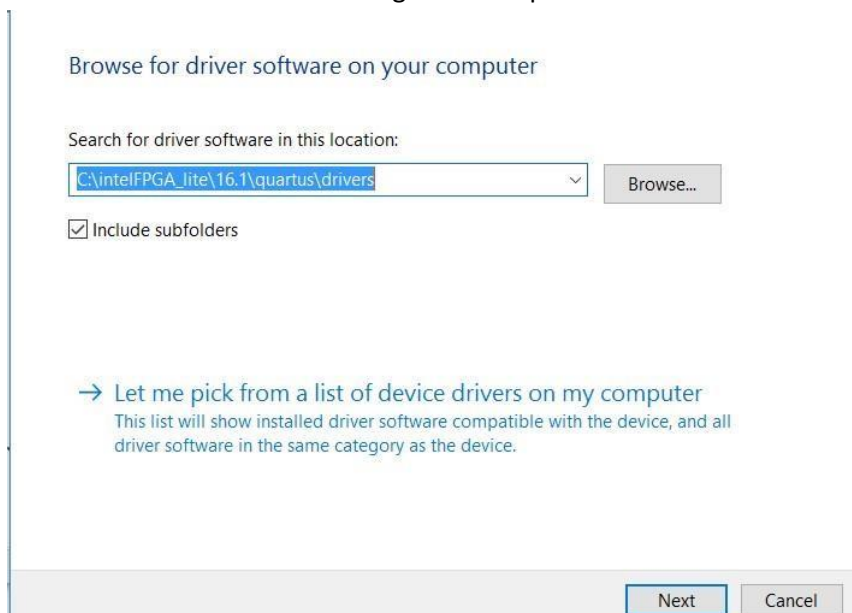 Browse for driver software on your computer
Search for driver software in this location:
C:\intelFPGA_lite\16.1\quartus\drivers
Browse...
Include subfolders
→ Let me pick from a list of device drivers on my computer
This list will show installed driver software compatible with the device, and all
driver software in the same category as the device.
Next
Cancel